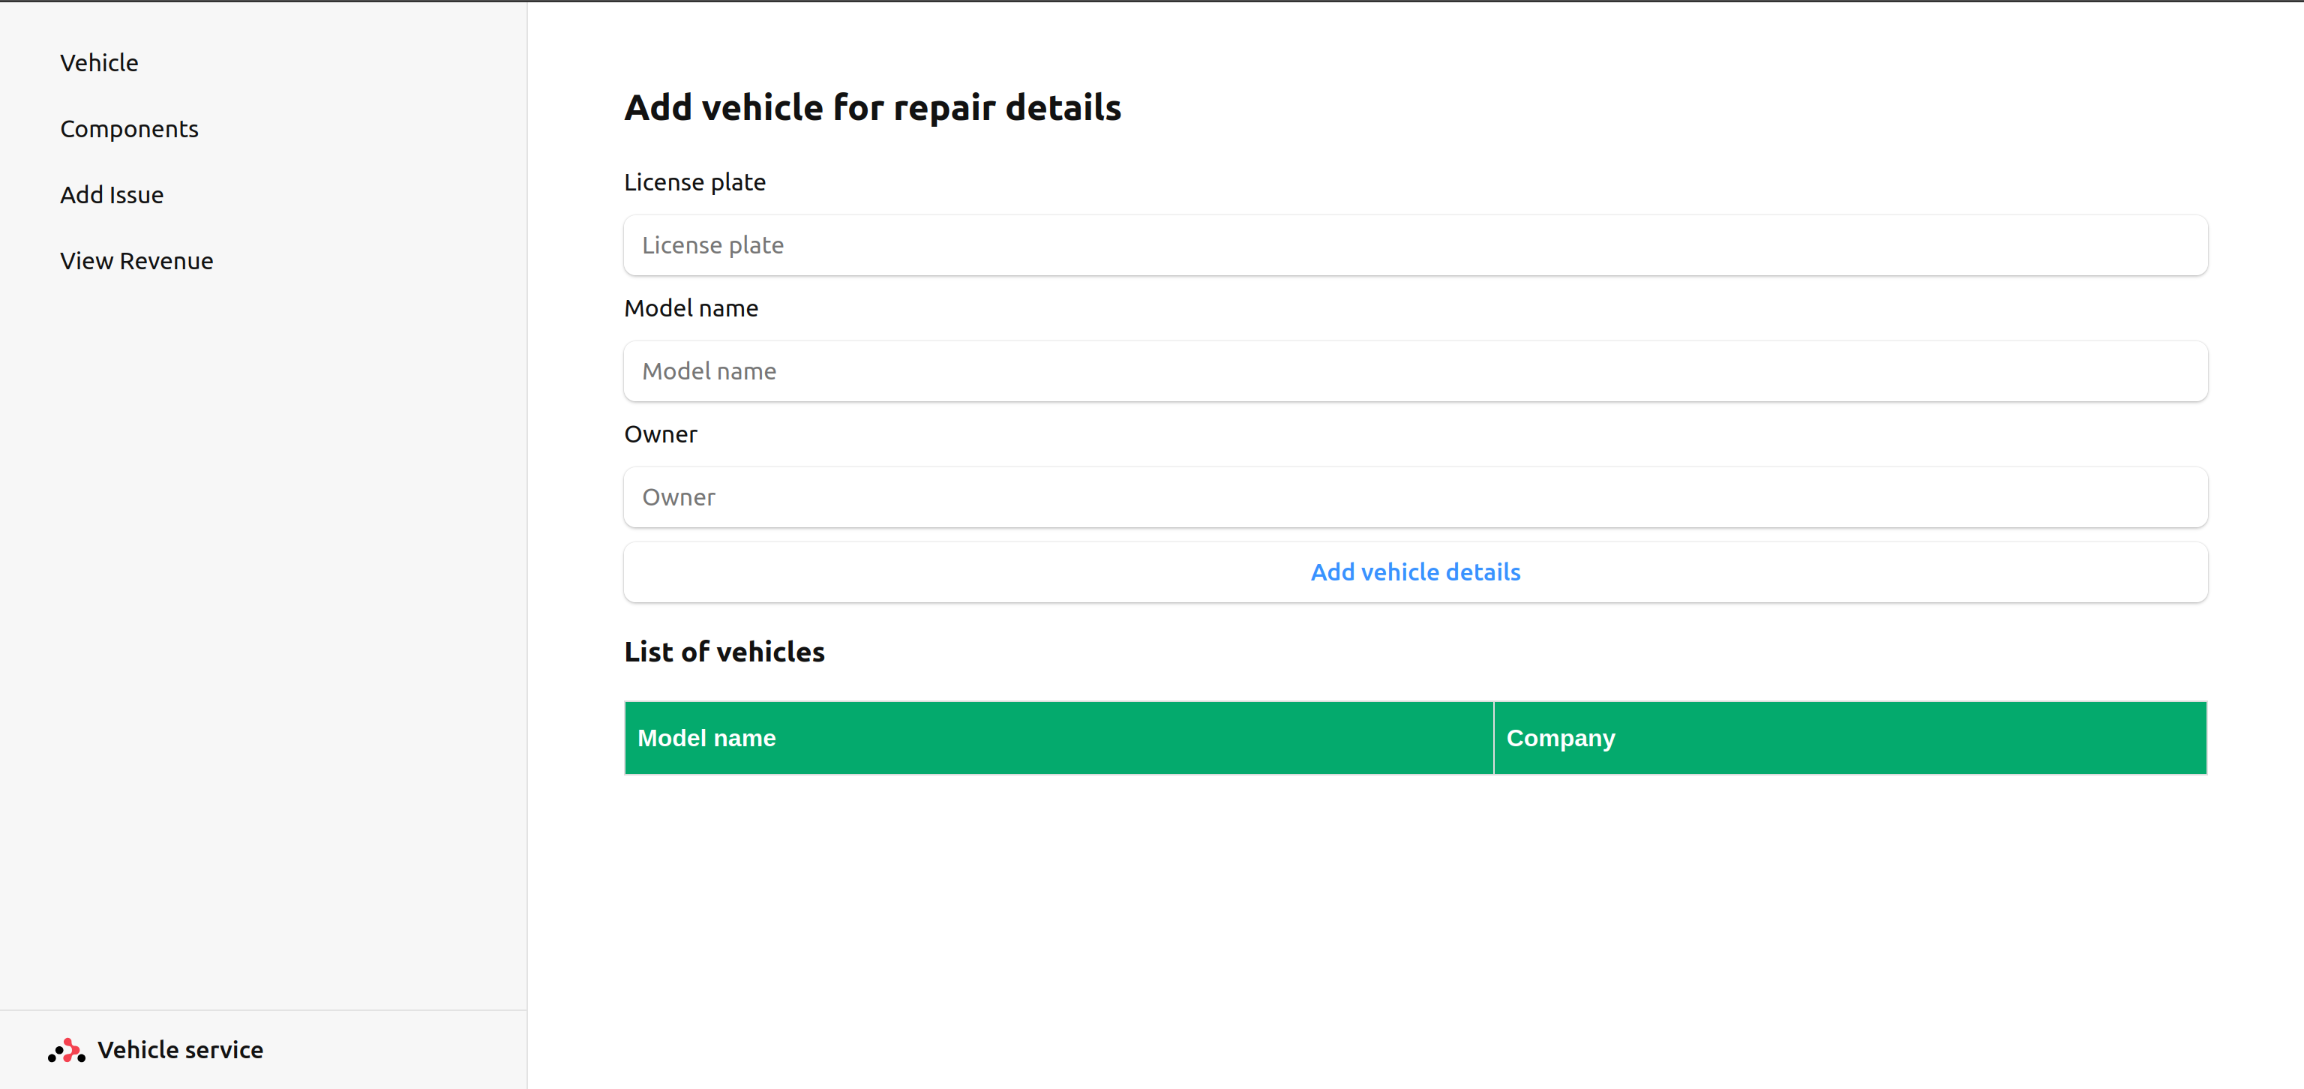 Vehicle
Components
Add Issue
View Revenue
Vehicle service
Add vehicle for repair details
License plate
License plate
Model name
Model name
Owner
Owner
Add vehicle details
List of vehicles
Model name Company